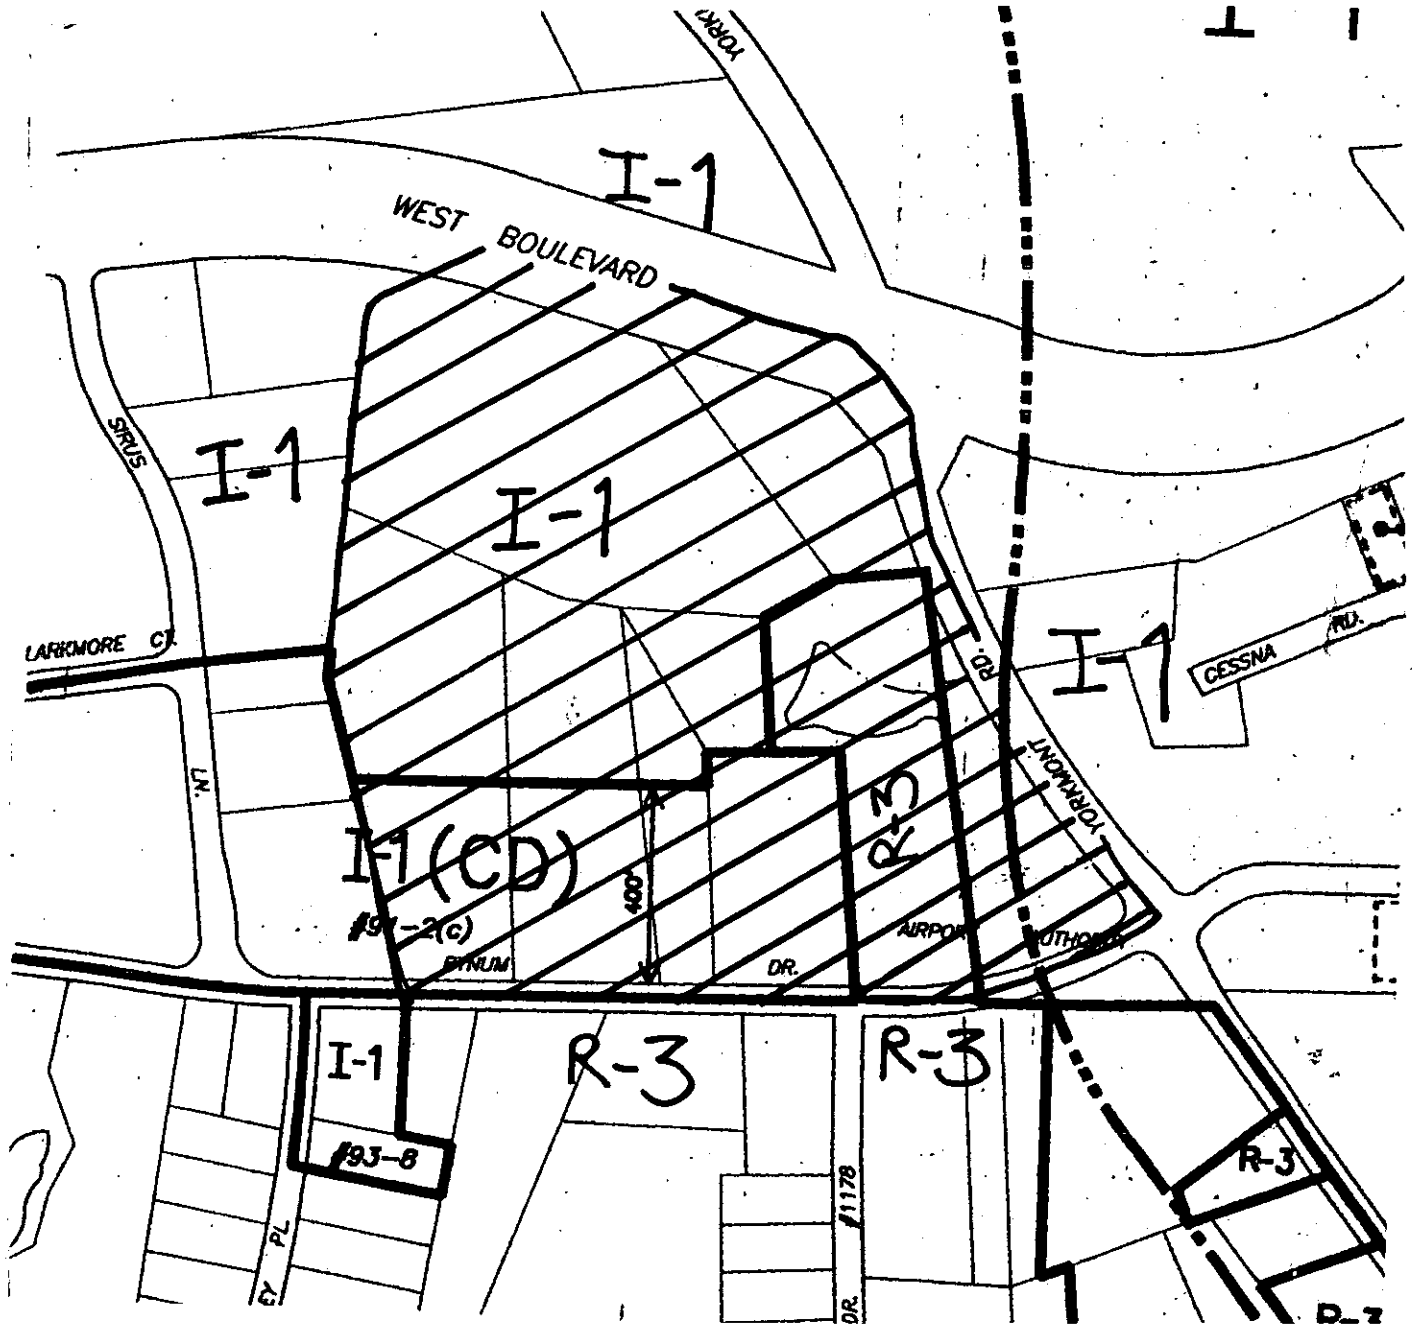 YORK
I-1
WEST BOULEVARD
SIRUS
I-1
I-1
LARKMORE CT.
RD.
I-1
CESSNA RD.
LN.
YORKMONT
R-3
I-1 (CD)
400'
#91-2(c)
BYNUM DR.
AIRPORT
I-1
R-3
R-3
#93-8
R-3
#1178
DR.
PL
R-3